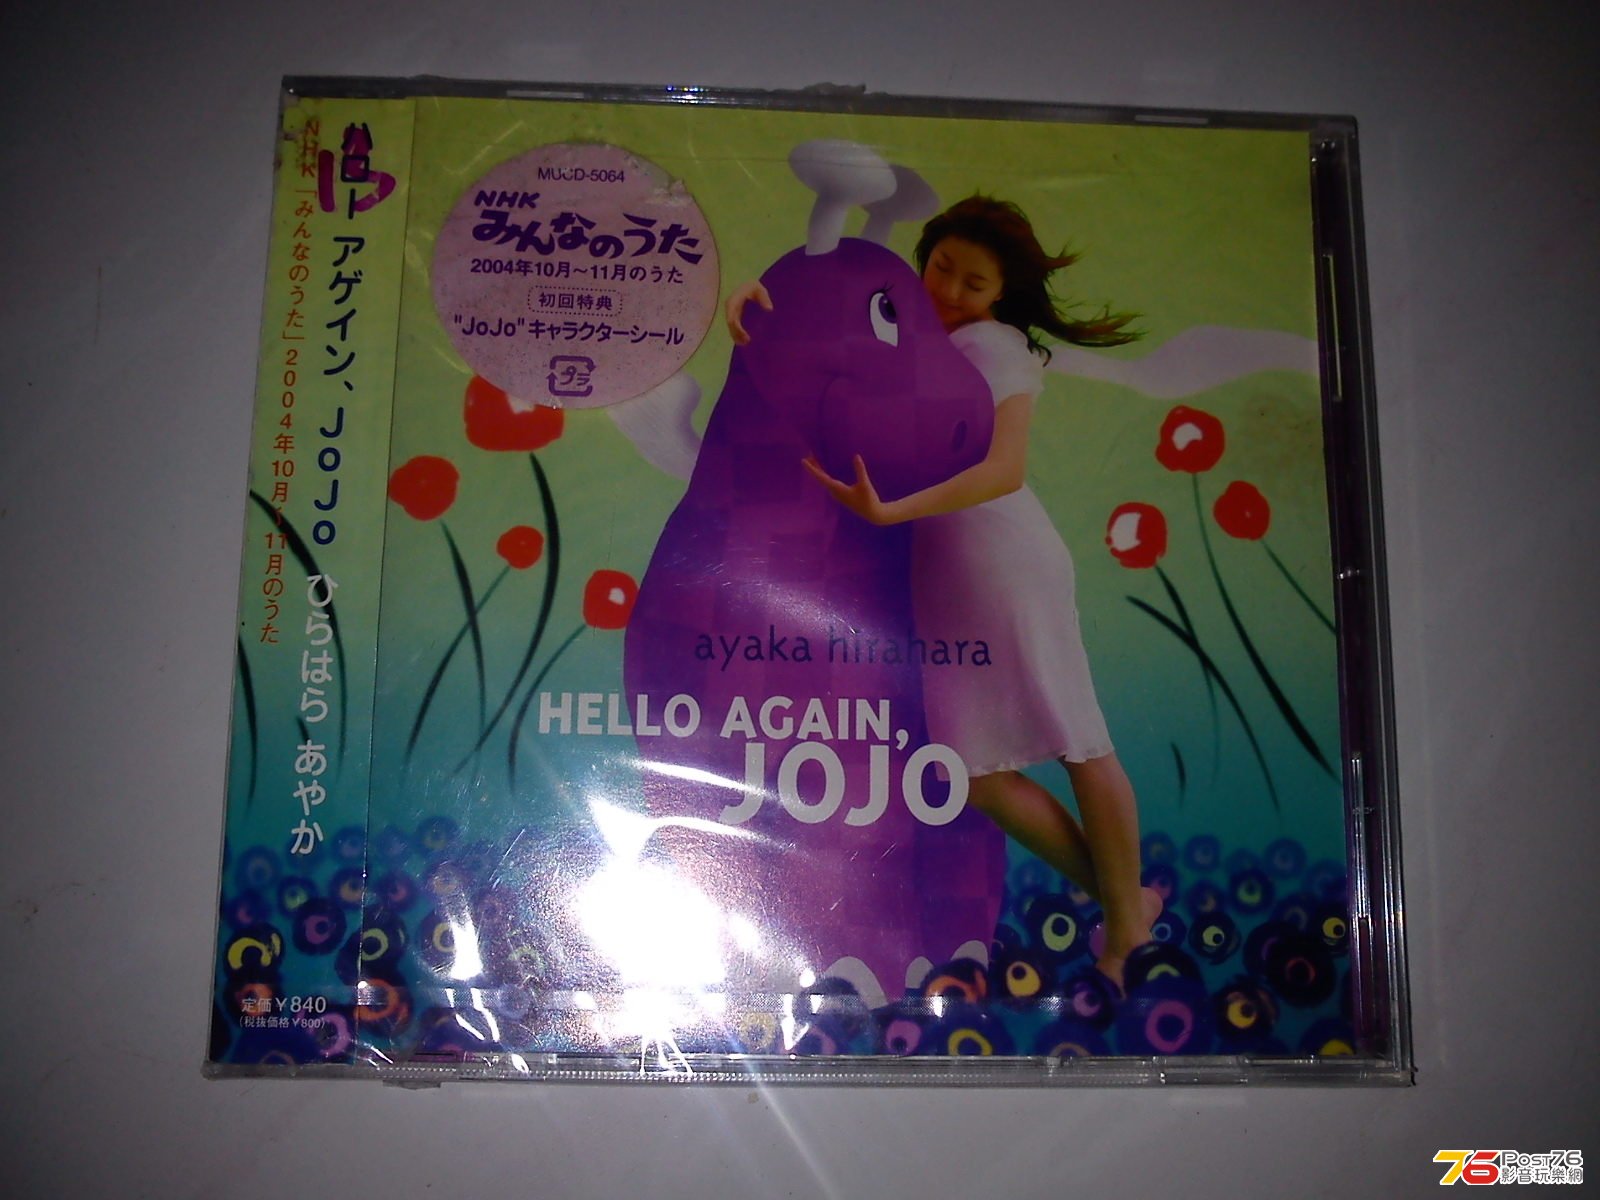 ハロー アゲイン、JoJo ひらはら あやか
NHK「みんなのうた」2004年10月～11月のうた
定価￥840
（税抜価格￥800）
MUCD-5064
NHK
みんなのうた
2004年10月～11月のうた
初回特典
"JoJo"キャラクターシール
プラ
ayaka hirahara
HELLO AGAIN,
JOJO
76 POST76
影音玩樂網